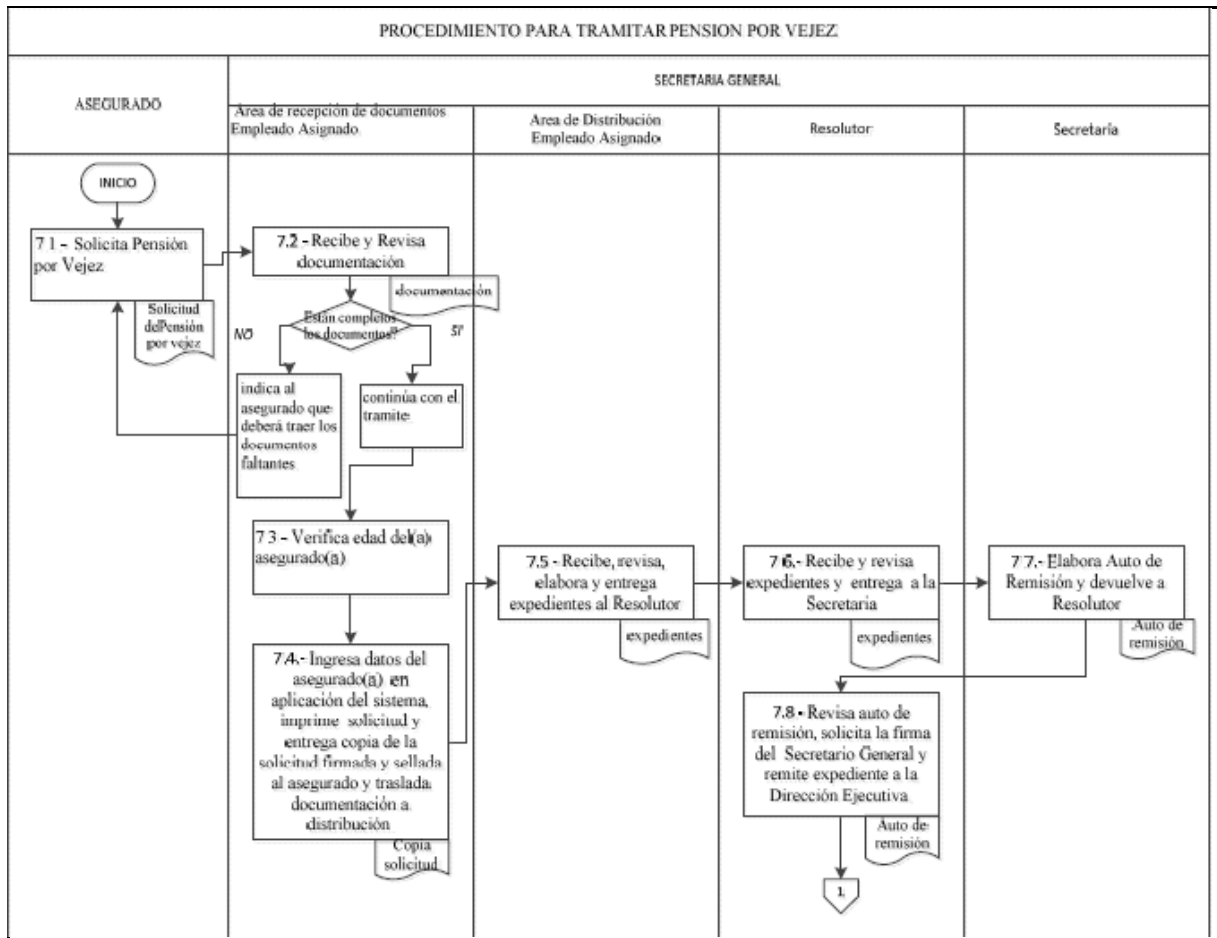 PROCEDIMIENTO PARA TRAMITAR PENSION POR VEJEZ
ASEGURADO
SECRETARIA GENERAL
Area de recepción de documentos
Empleado Asignado
Area de Distribución
Empleado Asignado
Resolutor
Secretaría
INICIO
7 1 - Solicita Pensión
por Vejez
Solicitud
dePensión
por vejez
7.2 - Recibe y Revisa
documentación
documentación
Están completos
los documentos?
NO
SI
indica al
asegurado que
deberá traer los
documentos
faltantes
continúa con el
tramite
7 3 - Verifica edad del(a)
asegurado(a)
7.4.- Ingresa datos del
asegurado(a) en
aplicación del sistema,
imprime solicitud y
entrega copia de la
solicitud firmada y sellada
al asegurado y traslada
documentación a
distribución
Copia
solicitud
7.5 - Recibe, revisa,
elabora y entrega
expedientes al Resolutor
expedientes
7 6.- Recibe y revisa
expedientes y entrega a la
Secretaria
expedientes
7 7.- Elabora Auto de
Remisión y devuelve a
Resolutor
Auto de
remisión
7.8 - Revisa auto de
remisión, solicita la firma
del Secretario General y
remite expediente a la
Dirección Ejecutiva
Auto de
remisión
1